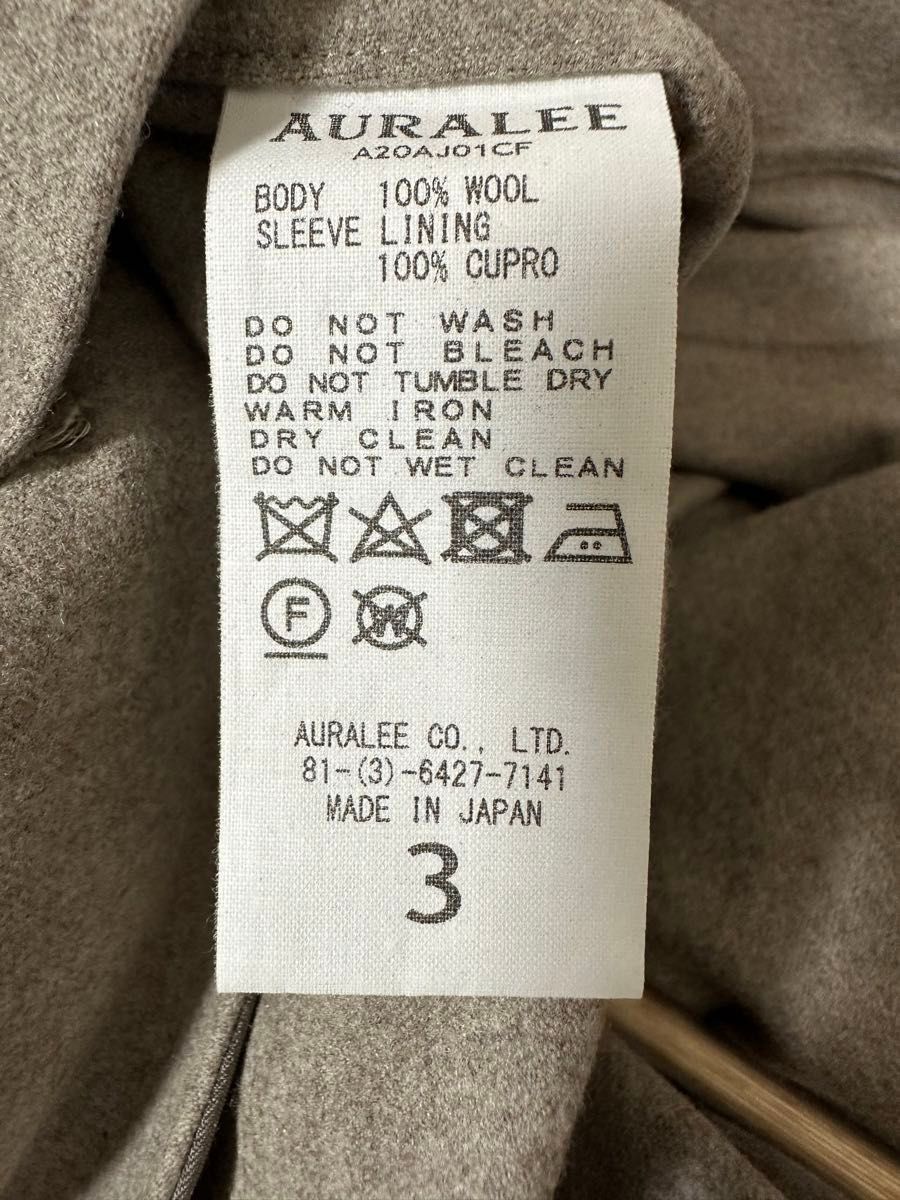 AURALEE
A20AJ01CF
BODY 100% WOOL
SLEEVE LINING
100% CUPRO
DO NOT WASH
DO NOT BLEACH
DO NOT TUMBLE DRY
WARM IRON
DRY CLEAN
DO NOT WET CLEAN
F W
AURALEE CO., LTD.
81-(3)-6427-7141
MADE IN JAPAN
3